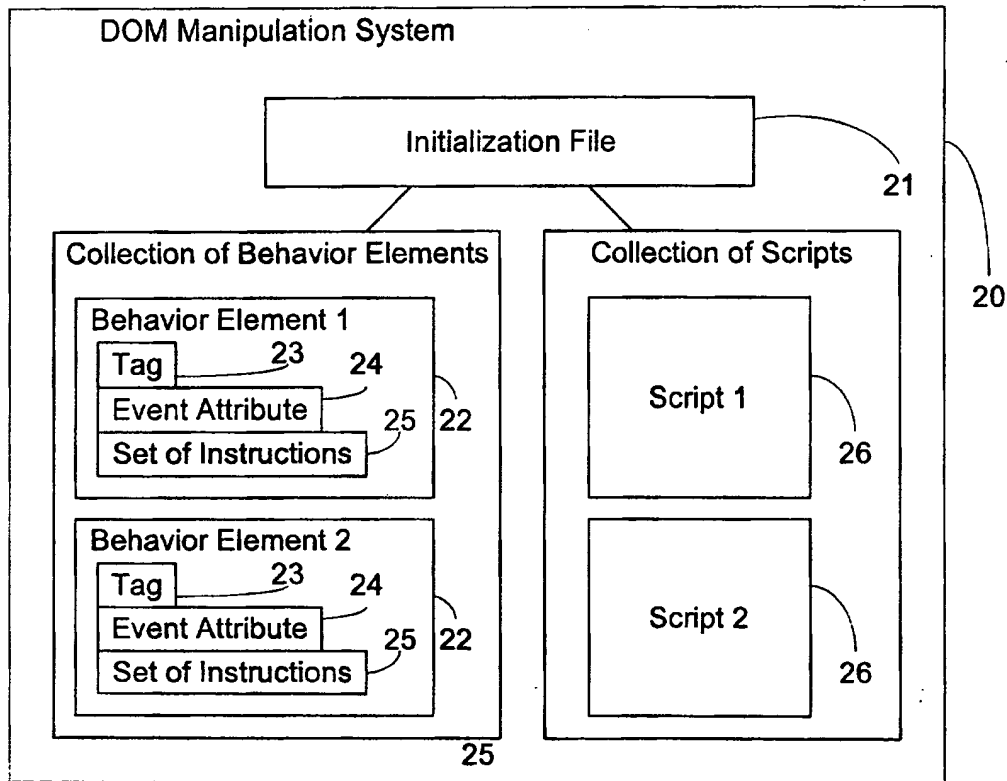 DOM Manipulation System
Initialization File
21
20
Collection of Behavior Elements
Behavior Element 1
Tag
23
24
Event Attribute
25
22
Set of Instructions
Behavior Element 2
Tag
23
24
Event Attribute
25
22
Set of Instructions
25
Collection of Scripts
Script 1
26
Script 2
26